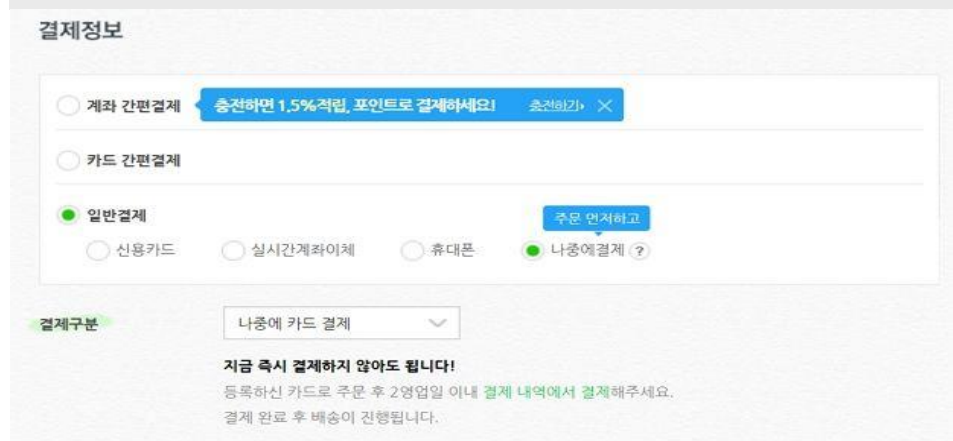 결제정보
계좌 간편결제 충전하면 1.5%적립, 포인트로 결제하세요! 충전하기
카드 간편결제
일반결제
주문 먼저하고
신용카드 실시간계좌이체 휴대폰 나중에결제 ?
결제구분 나중에 카드 결제
지금 즉시 결제하지 않아도 됩니다!
등록하신 카드로 주문 후 2영업일 이내 결제 내역에서 결제해주세요.
결제 완료 후 배송이 진행됩니다.